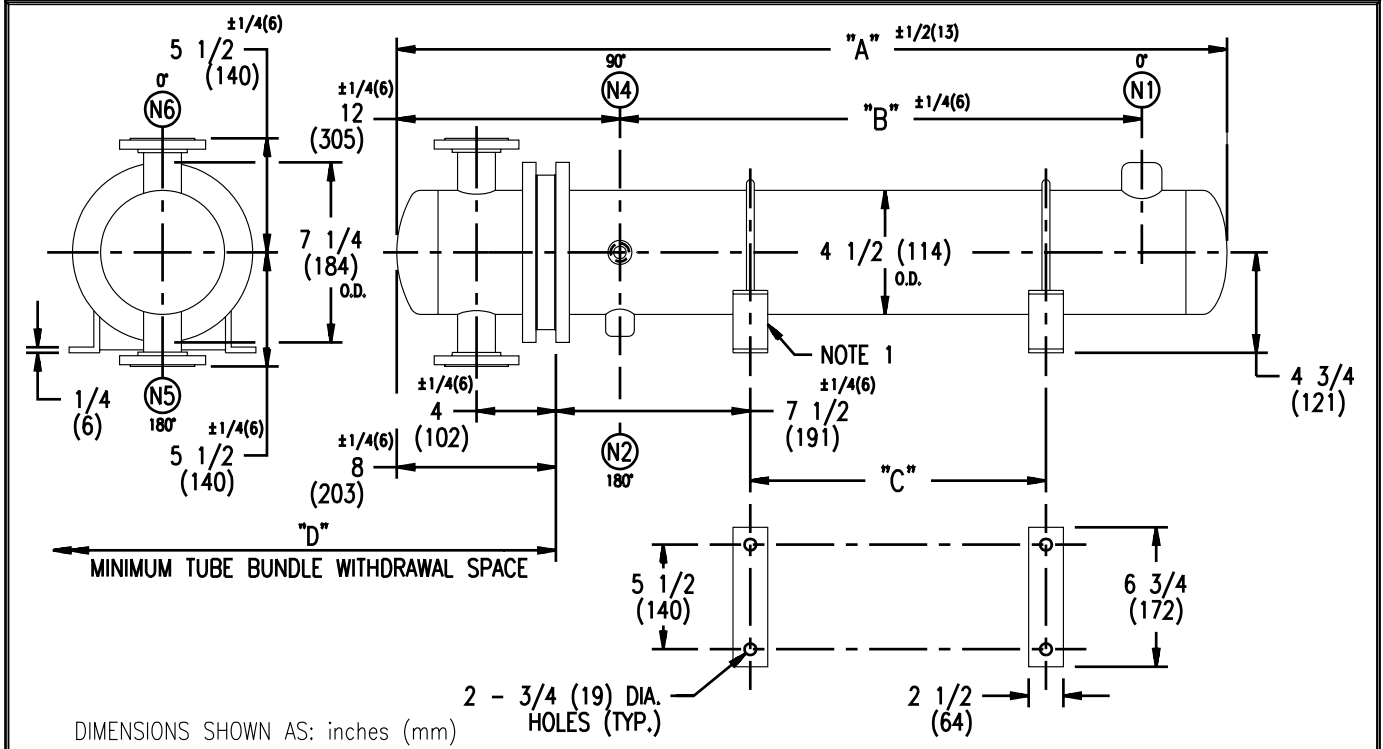 ±1/4(6)
5 1/2
(140)
0°
N6
7 1/4
(184)
O.D.
1/4
(6)
N5
180°
±1/4(6)
5 1/2
(140)
"A" ±1/2(13)
±1/4(6)
12
(305)
90°
N4
"B" ±1/4(6)
0°
N1
4 1/2 (114)
O.D.
NOTE 1
4 3/4
(121)
±1/4(6)
4
(102)
±1/4(6)
7 1/2
(191)
±1/4(6)
8
(203)
N2
180°
"C"
"D"
MINIMUM TUBE BUNDLE WITHDRAWAL SPACE
5 1/2
(140)
6 3/4
(172)
2 - 3/4 (19) DIA.
HOLES (TYP.)
2 1/2
(64)
DIMENSIONS SHOWN AS: inches (mm)